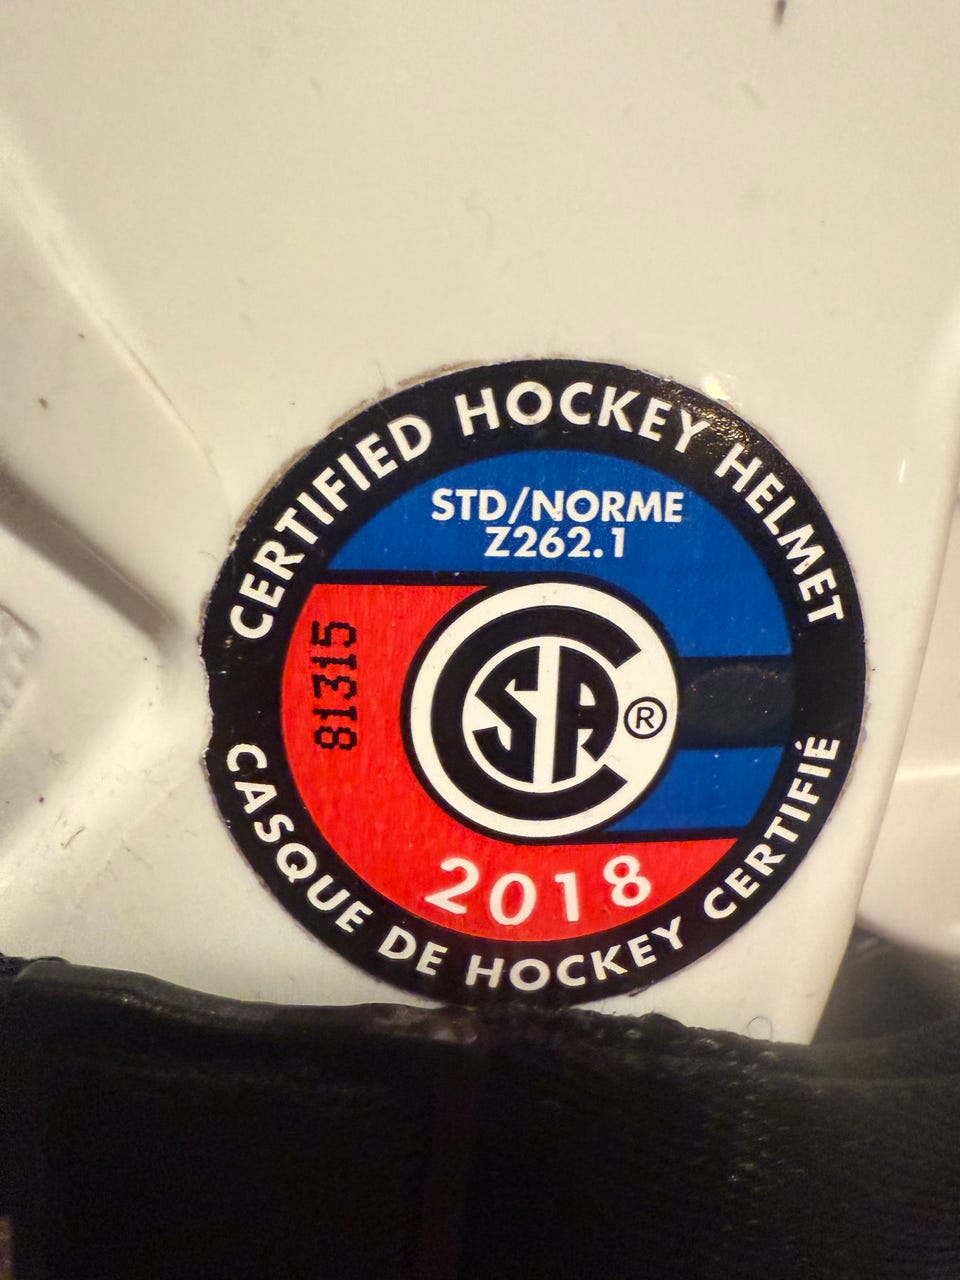 CERTIFIED HOCKEY HELMET
STD/NORME
Z262.1
81315
CSA®
2018
CASQUE DE HOCKEY CERTIFIÉ